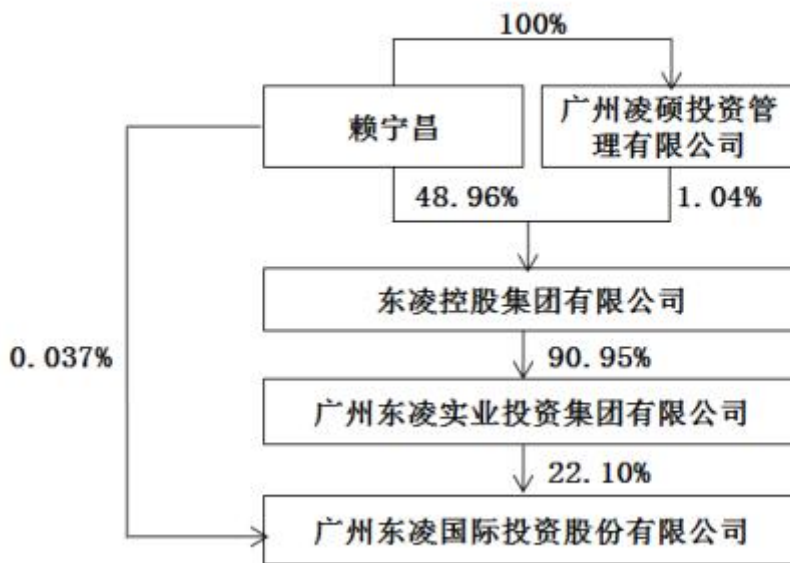 100%
赖宁昌
广州凌硕投资管
理有限公司
48.96%
1.04%
东凌控股集团有限公司
0.037%
90.95%
广州东凌实业投资集团有限公司
22.10%
广州东凌国际投资股份有限公司